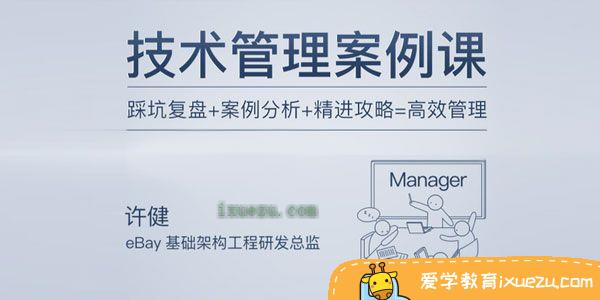 技术管理案例课
踩坑复盘+案例分析+精进攻略=高效管理
Manager
许健
ixuezu.com
eBay 基础架构工程研发总监
爱学教育ixuezu.com